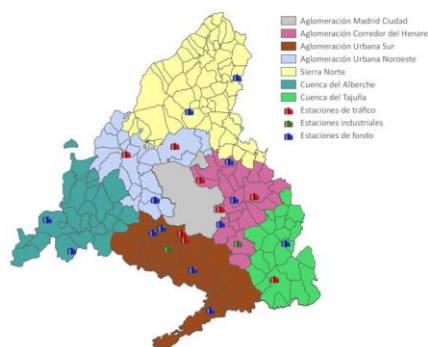 Aglomeración Madrid Ciudad
Aglomeración Corredor del Henare
Aglomeración Urbana Sur
Aglomeración Urbana Noroeste
Sierra Norte
Cuenca del Alberche
Cuenca del Tajuña
Estaciones de tráfico
Estaciones industriales
Estaciones de fondo